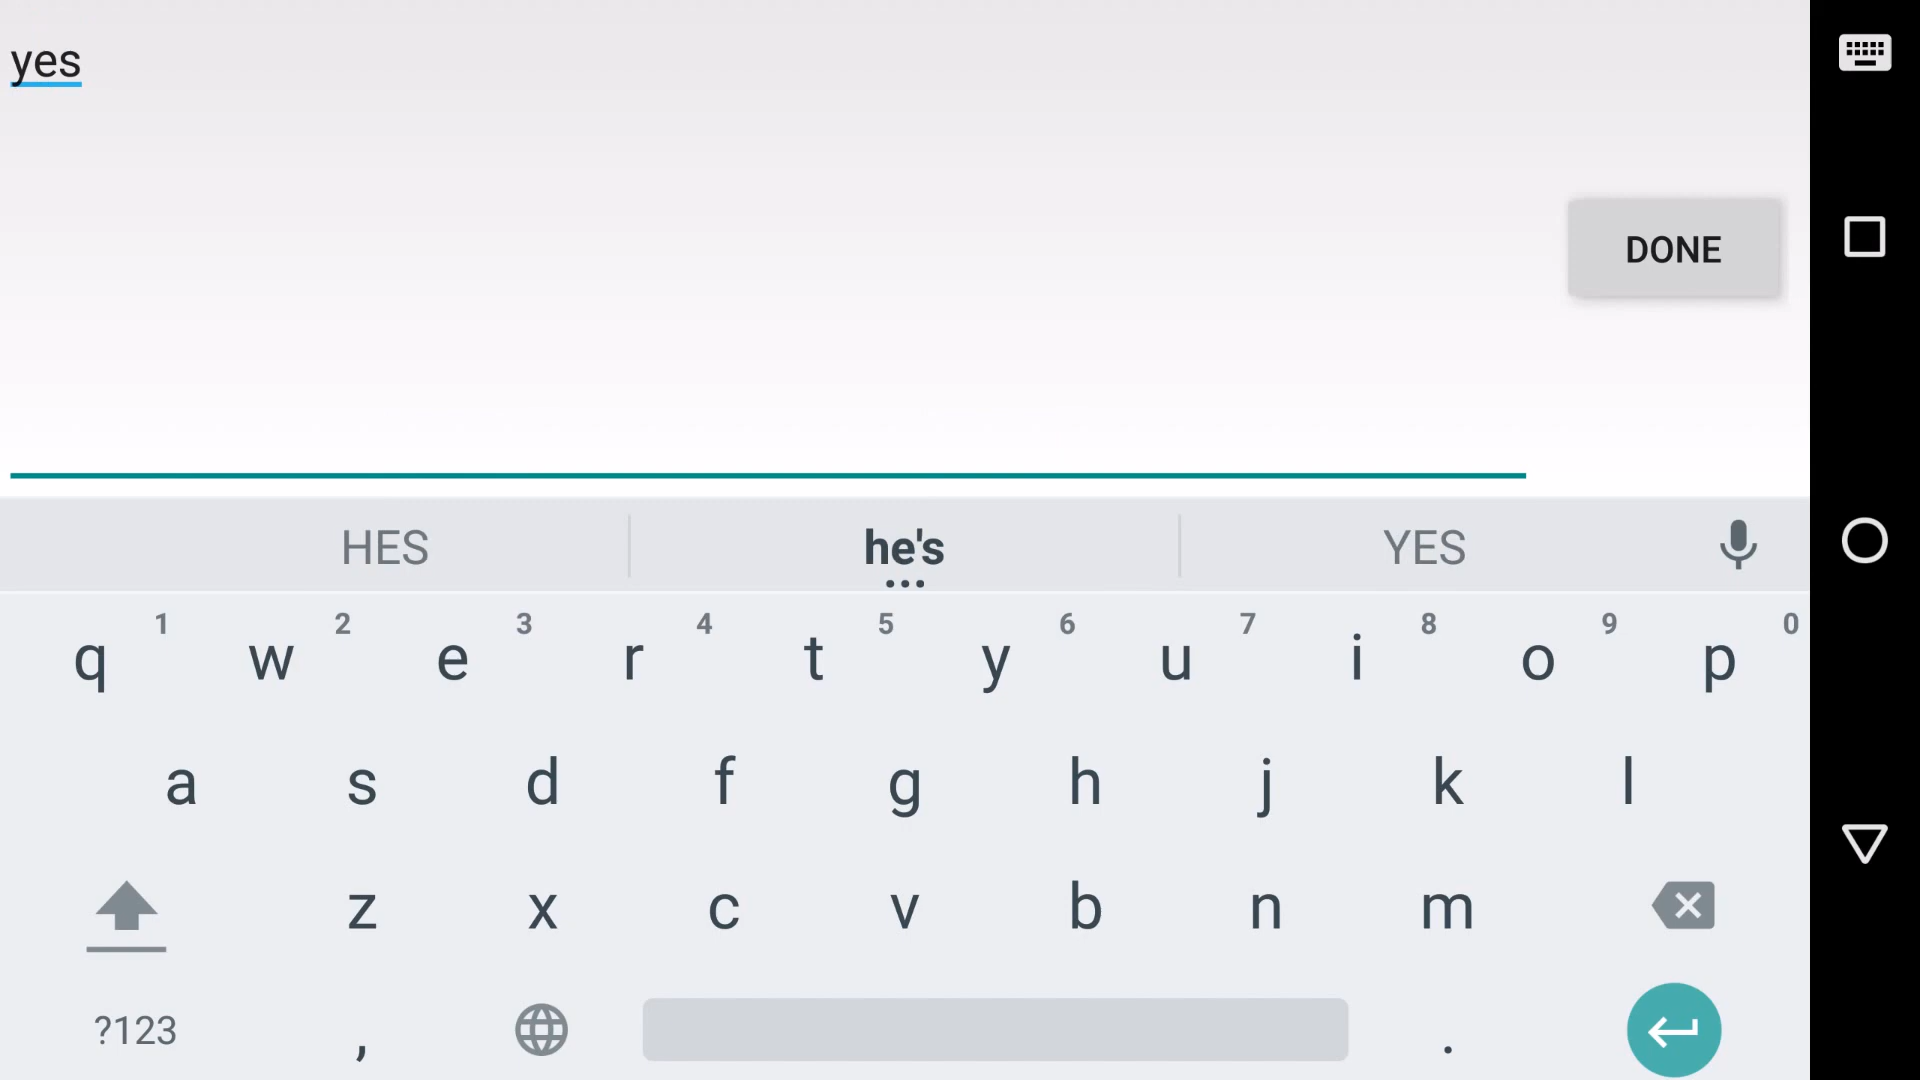 yes
DONE
HES he's YES
1 2 3 4 5 6 7 8 9 0
q w e r t y u i o p
a s d f g h j k l
z x c v b n m
?123 , .